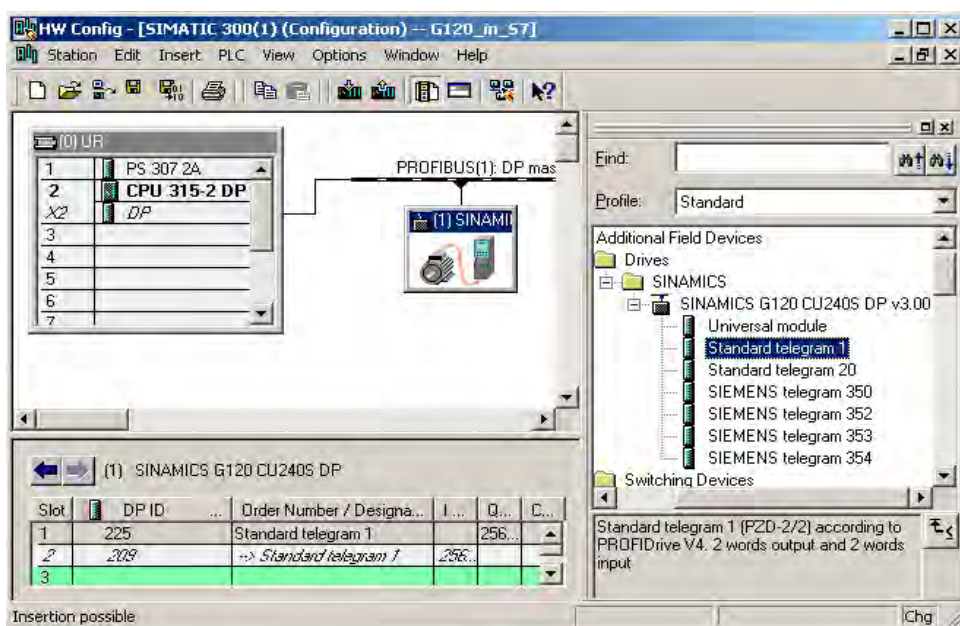 HW Config - [SIMATIC 300(1) (Configuration) -- G120_in_S7]
Station Edit Insert PLC View Options Window Help
(0) UR
1 PS 307 2A
2 CPU 315-2 DP
X2 DP
3
4
5
6
7
PROFIBUS(1): DP mas
(1) SINAMI
Find:
Profile: Standard
Additional Field Devices
Drives
SINAMICS
SINAMICS G120 CU240S DP v3.00
Universal module
Standard telegram 1
Standard telegram 20
SIEMENS telegram 350
SIEMENS telegram 352
SIEMENS telegram 353
SIEMENS telegram 354
Switching Devices
(1) SINAMICS G120 CU240S DP
Slot DP ID ... Order Number / Designa... I ... Q... C...
1 225 Standard telegram 1 256...
2 209 --> Standard telegram 1 256...
3
Standard telegram 1 (PZD-2/2) according to
PROFIDrive V4. 2 words output and 2 words
input
Insertion possible
Chg